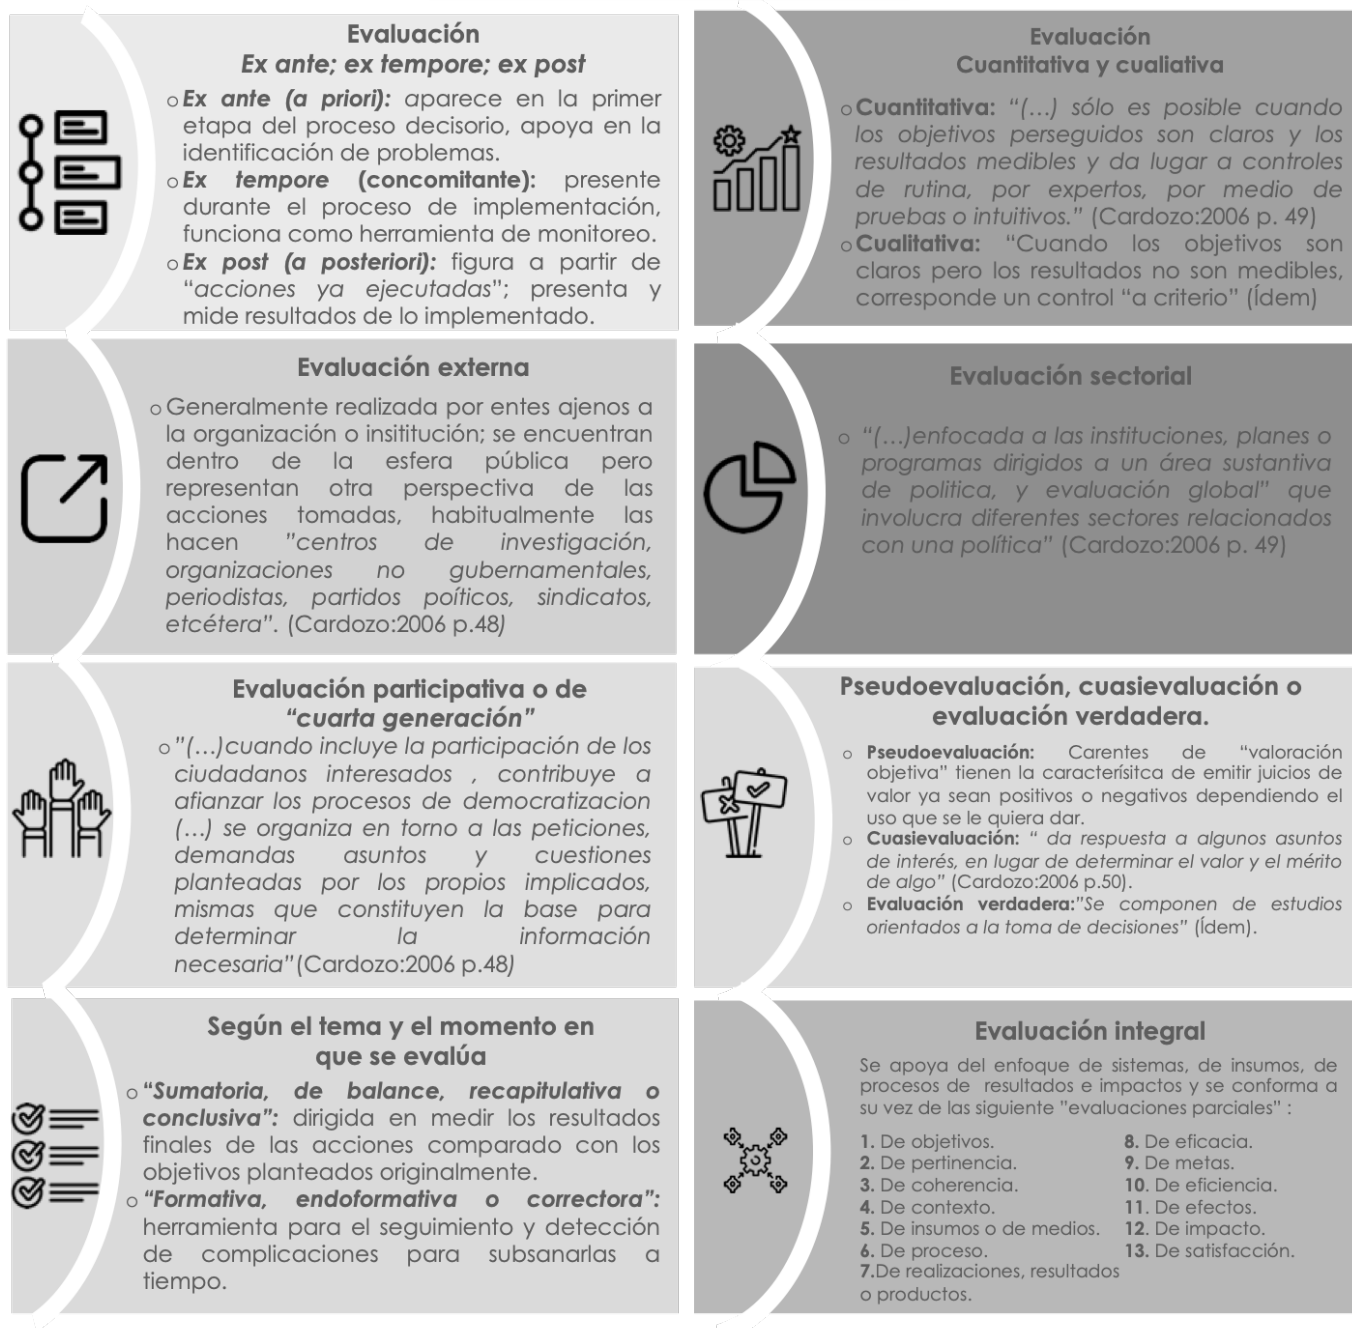 Evaluación
Ex ante; ex tempore; ex post
o Ex ante (a priori): aparece en la primer
etapa del proceso decisorio, apoya en la
identificación de problemas.
o Ex tempore (concomitante): presente
durante el proceso de implementación,
funciona como herramienta de monitoreo.
o Ex post (a posteriori): figura a partir de
“acciones ya ejecutadas”; presenta y
mide resultados de lo implementado.
Evaluación
Cuantitativa y cualiativa
o Cuantitativa: “(…) sólo es posible cuando
los objetivos perseguidos son claros y los
resultados medibles y da lugar a controles
de rutina, por expertos, por medio de
pruebas o intuitivos.” (Cardozo:2006 p. 49)
o Cualitativa: “Cuando los objetivos son
claros pero los resultados no son medibles,
corresponde un control “a criterio” (Ídem)
Evaluación externa
o Generalmente realizada por entes ajenos a
la organización o insititución; se encuentran
dentro de la esfera pública pero
representan otra perspectiva de las
acciones tomadas, habitualmente las
hacen ”centros de investigación,
organizaciones no gubernamentales,
periodistas, partidos poíticos, sindicatos,
etcétera”. (Cardozo:2006 p.48)
Evaluación sectorial
o “(…)enfocada a las instituciones, planes o
programas dirigidos a un área sustantiva
de politica, y evaluación global” que
involucra diferentes sectores relacionados
con una política” (Cardozo:2006 p. 49)
Evaluación participativa o de
“cuarta generación”
o ”(…)cuando incluye la participación de los
ciudadanos interesados , contribuye a
afianzar los procesos de democratizacion
(…) se organiza en torno a las peticiones,
demandas asuntos y cuestiones
planteadas por los propios implicados,
mismas que constituyen la base para
determinar la información
necesaria”(Cardozo:2006 p.48)
Pseudoevaluación, cuasievaluación o
evaluación verdadera.
o Pseudoevaluación: Carentes de “valoración
objetiva” tienen la caracterísitca de emitir juicios de
valor ya sean positivos o negativos dependiendo el
uso que se le quiera dar.
o Cuasievaluación: “ da respuesta a algunos asuntos
de interés, en lugar de determinar el valor y el mérito
de algo” (Cardozo:2006 p.50).
o Evaluación verdadera:”Se componen de estudios
orientados a la toma de decisiones” (Ídem).
Según el tema y el momento en
que se evalúa
o “Sumatoria, de balance, recapitulativa o
conclusiva”: dirigida en medir los resultados
finales de las acciones comparado con los
objetivos planteados originalmente.
o “Formativa, endoformativa o correctora”:
herramienta para el seguimiento y detección
de complicaciones para subsanarlas a
tiempo.
Evaluación integral
Se apoya del enfoque de sistemas, de insumos, de
procesos de resultados e impactos y se conforma a
su vez de las siguiente ”evaluaciones parciales” :
1. De objetivos.
2. De pertinencia.
3. De coherencia.
4. De contexto.
5. De insumos o de medios.
6. De proceso.
7.De realizaciones, resultados
o productos.
8. De eficacia.
9. De metas.
10. De eficiencia.
11. De efectos.
12. De impacto.
13. De satisfacción.